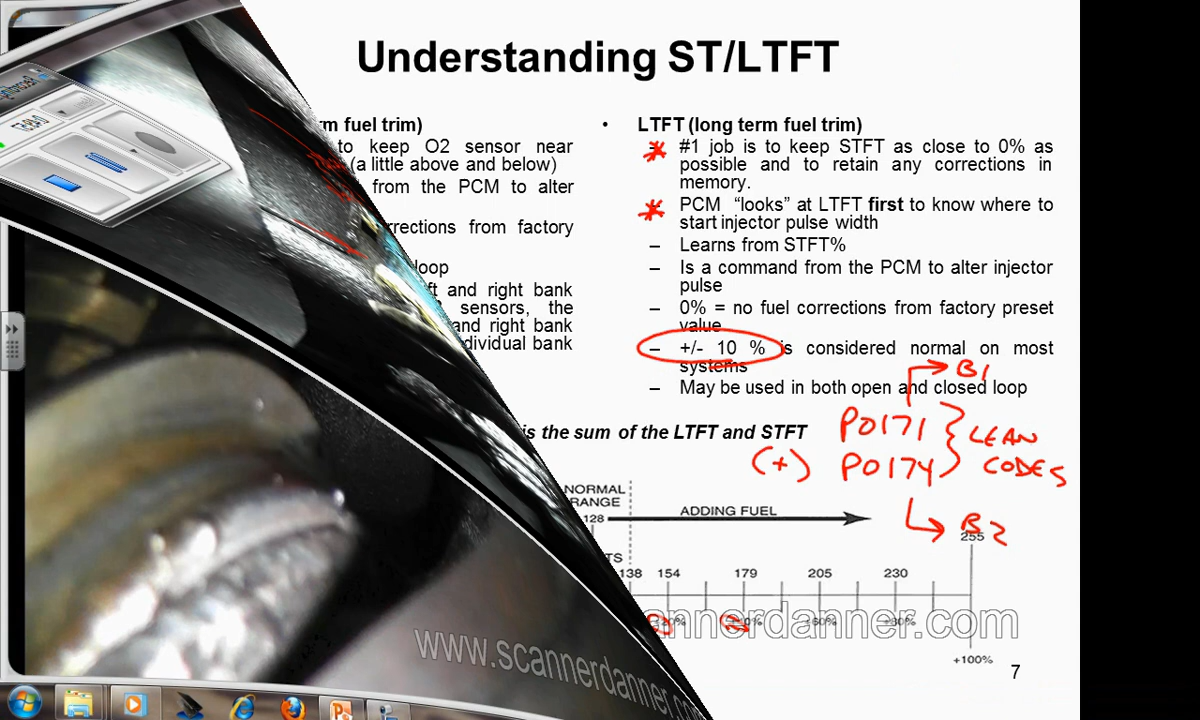 Understanding ST/LTFT
m fuel trim)
to keep O2 sensor near
(a little above and below)
from the PCM to alter
rrections from factory
loop
ft and right bank
sensors, the
and right bank
dividual bank
• LTFT (long term fuel trim)
#1 job is to keep STFT as close to 0% as
possible and to retain any corrections in
memory.
PCM “looks” at LTFT first to know where to
start injector pulse width
– Learns from STFT%
– Is a command from the PCM to alter injector
pulse
– 0% = no fuel corrections from factory preset
value
– +/- 10 % is considered normal on most
systems
– May be used in both open and closed loop
B1
is the sum of the LTFT and STFT
P0171
(+) P0174
LEAN
CODES
B2
NORMAL
RANGE
128
ADDING FUEL
255
TS
138 154 179 205 230
+100%
www.scannerdanner.com
annerdanner.com
7